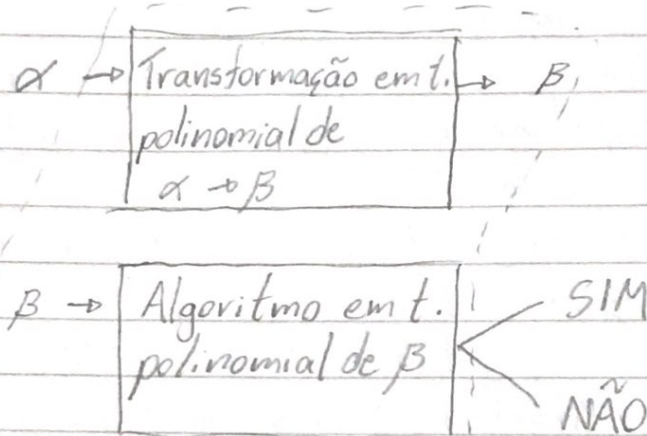 α → Transformação em t. → β
polinomial de
α → β
β → Algoritmo em t.
polinomial de β
SIM
NÃO